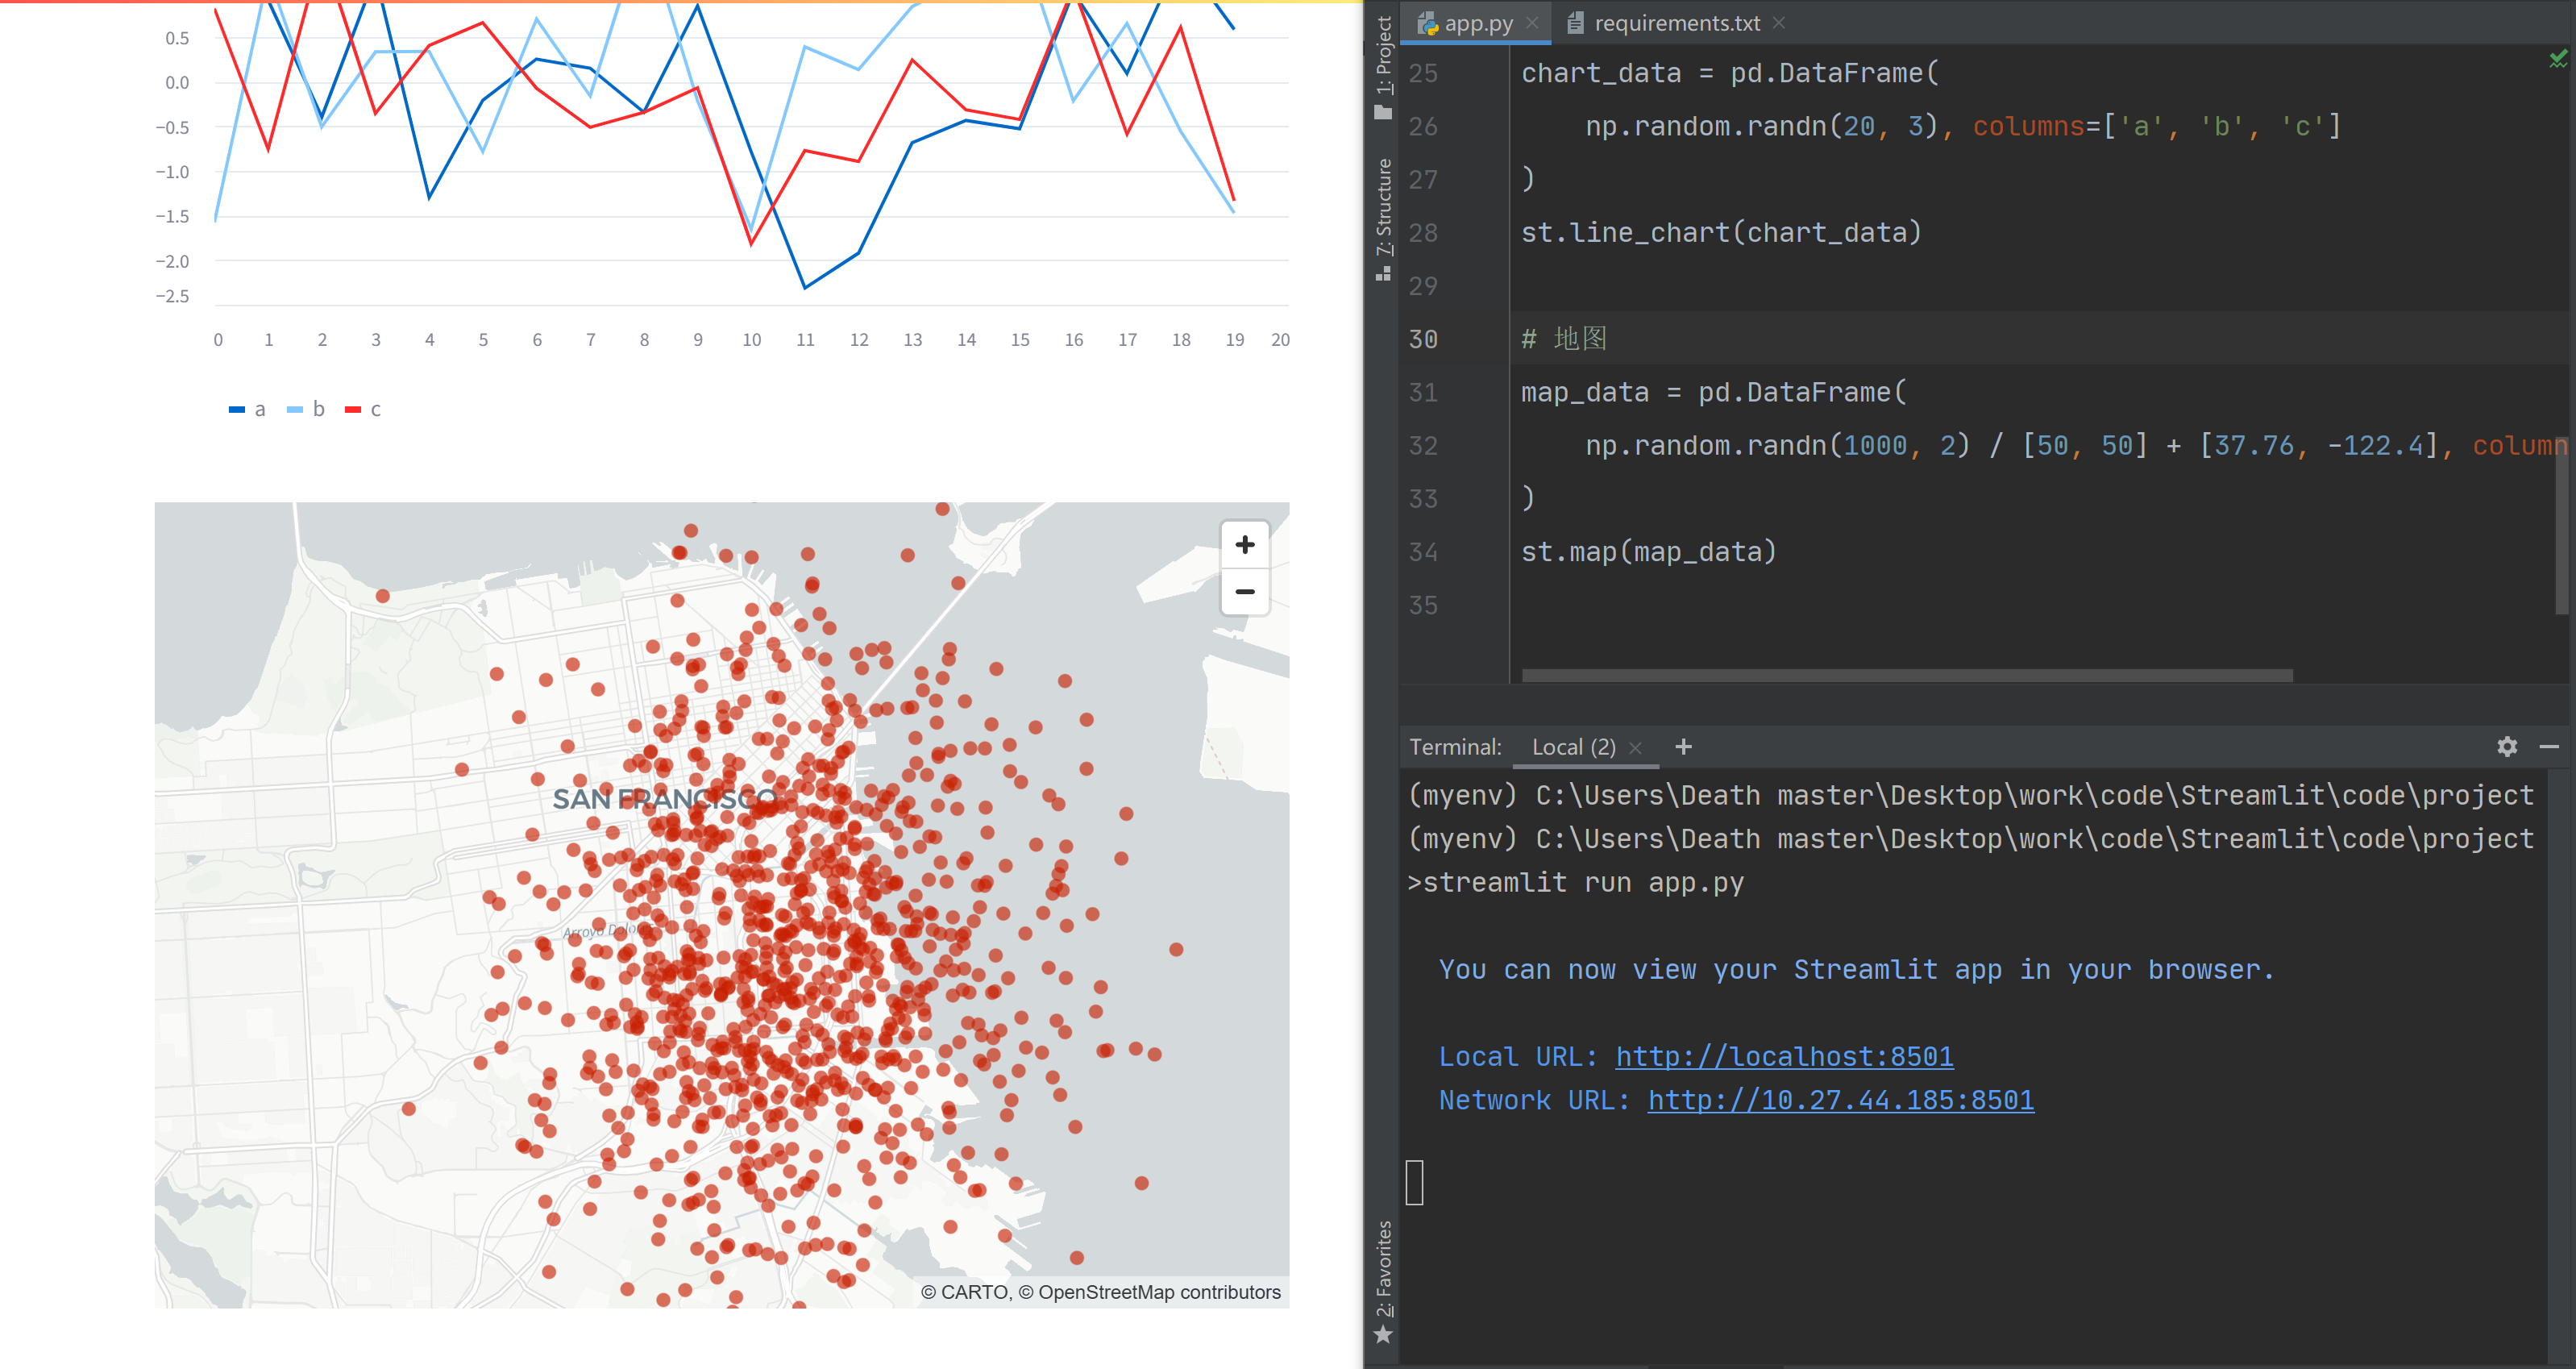 0.5
0.0
−0.5
−1.0
−1.5
−2.0
−2.5
0 1 2 3 4 5 6 7 8 9 10 11 12 13 14 15 16 17 18 19 20
a b c
+
−
SAN FRANCISCO
© CARTO, © OpenStreetMap contributors
1: Project
7: Structure
2: Favorites
app.py requirements.txt
25 chart_data = pd.DataFrame(
26 np.random.randn(20, 3), columns=['a', 'b', 'c']
27 )
28 st.line_chart(chart_data)
29
30 # 地图
31 map_data = pd.DataFrame(
32 np.random.randn(1000, 2) / [50, 50] + [37.76, -122.4], column
33 )
34 st.map(map_data)
35
Terminal: Local (2) +
(myenv) C:\Users\Death master\Desktop\work\code\Streamlit\code\project
(myenv) C:\Users\Death master\Desktop\work\code\Streamlit\code\project
>streamlit run app.py
You can now view your Streamlit app in your browser.
Local URL: http://localhost:8501
Network URL: http://10.27.44.185:8501